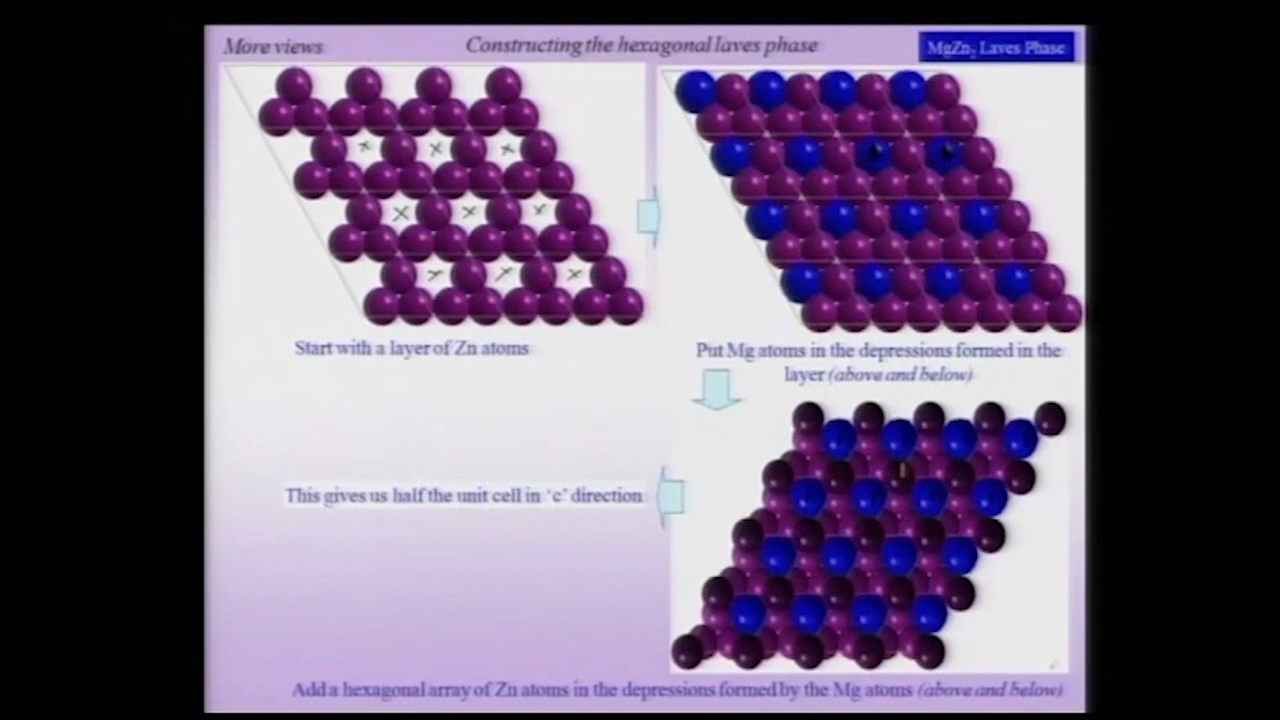 More views
Constructing the hexagonal laves phase
MgZn₂ Laves Phase
Start with a layer of Zn atoms
Put Mg atoms in the depressions formed in the
layer (above and below)
This gives us half the unit cell in ‘c’ direction
Add a hexagonal array of Zn atoms in the depressions formed by the Mg atoms (above and below)